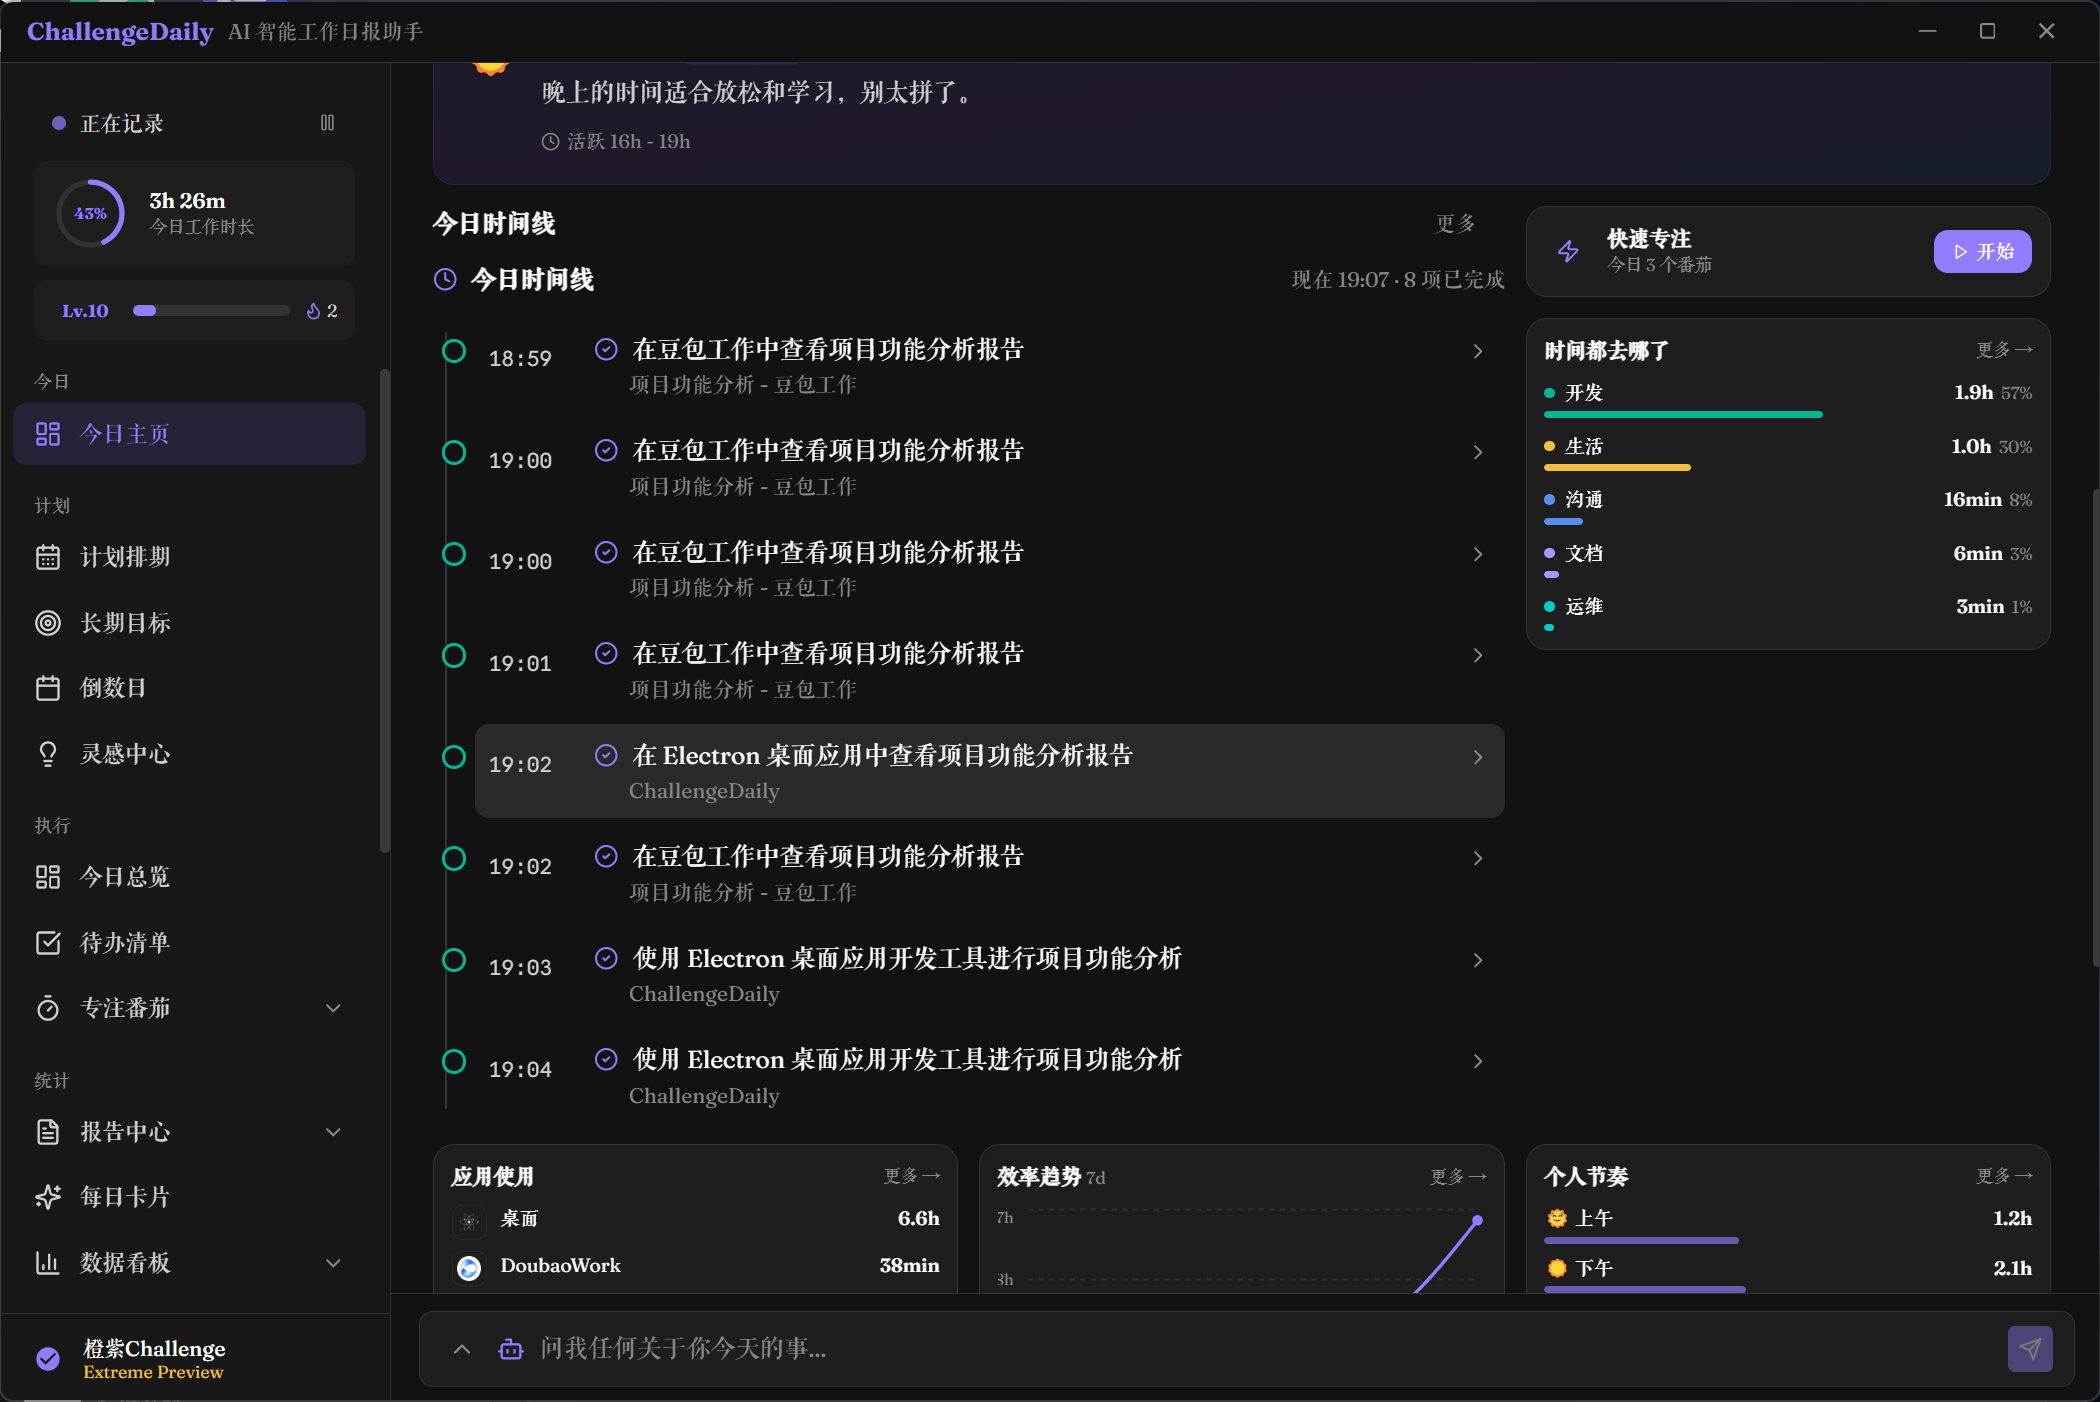 ChallengeDaily AI 智能工作日报助手
正在记录
43%
3h 26m
今日工作时长
Lv.10
2
今日
今日主页
计划
计划排期
长期目标
倒数日
灵感中心
执行
今日总览
待办清单
专注番茄
统计
报告中心
每日卡片
数据看板
橙紫Challenge
Extreme Preview
晚上的时间适合放松和学习，别太拼了。
活跃 16h - 19h
今日时间线 更多
今日时间线 现在 19:07 · 8 项已完成
18:59 在豆包工作中查看项目功能分析报告
项目功能分析 - 豆包工作
19:00 在豆包工作中查看项目功能分析报告
项目功能分析 - 豆包工作
19:00 在豆包工作中查看项目功能分析报告
项目功能分析 - 豆包工作
19:01 在豆包工作中查看项目功能分析报告
项目功能分析 - 豆包工作
19:02 在 Electron 桌面应用中查看项目功能分析报告
ChallengeDaily
19:02 在豆包工作中查看项目功能分析报告
项目功能分析 - 豆包工作
19:03 使用 Electron 桌面应用开发工具进行项目功能分析
ChallengeDaily
19:04 使用 Electron 桌面应用开发工具进行项目功能分析
ChallengeDaily
快速专注
今日 3 个番茄
开始
时间都去哪了 更多→
开发 1.9h 57%
生活 1.0h 30%
沟通 16min 8%
文档 6min 3%
运维 3min 1%
应用使用 更多→
桌面 6.6h
DoubaoWork 38min
效率趋势 7d 更多→
7h
个人节奏 更多→
上午 1.2h
下午 2.1h
问我任何关于你今天的事...